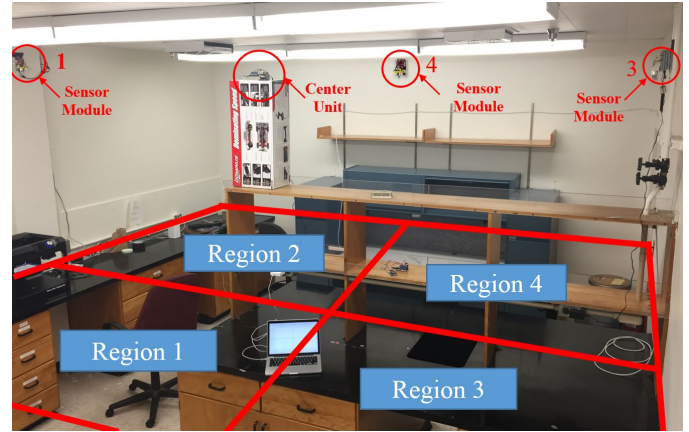 1
Sensor
Module
Center
Unit
4
Sensor
Module
3
Sensor
Module
Region 2
Region 4
Region 1
Region 3